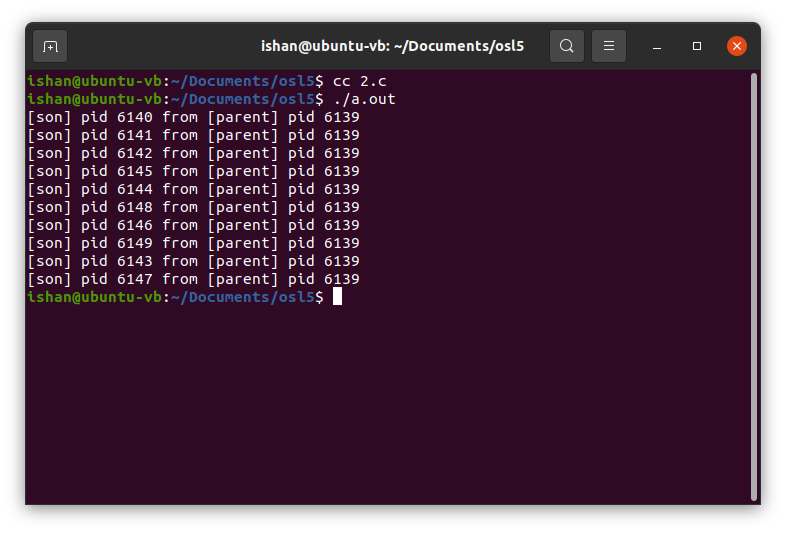 ishan@ubuntu-vb: ~/Documents/osl5
ishan@ubuntu-vb:~/Documents/osl5$ cc 2.c
ishan@ubuntu-vb:~/Documents/osl5$ ./a.out
[son] pid 6140 from [parent] pid 6139
[son] pid 6141 from [parent] pid 6139
[son] pid 6142 from [parent] pid 6139
[son] pid 6145 from [parent] pid 6139
[son] pid 6144 from [parent] pid 6139
[son] pid 6148 from [parent] pid 6139
[son] pid 6146 from [parent] pid 6139
[son] pid 6149 from [parent] pid 6139
[son] pid 6143 from [parent] pid 6139
[son] pid 6147 from [parent] pid 6139
ishan@ubuntu-vb:~/Documents/osl5$